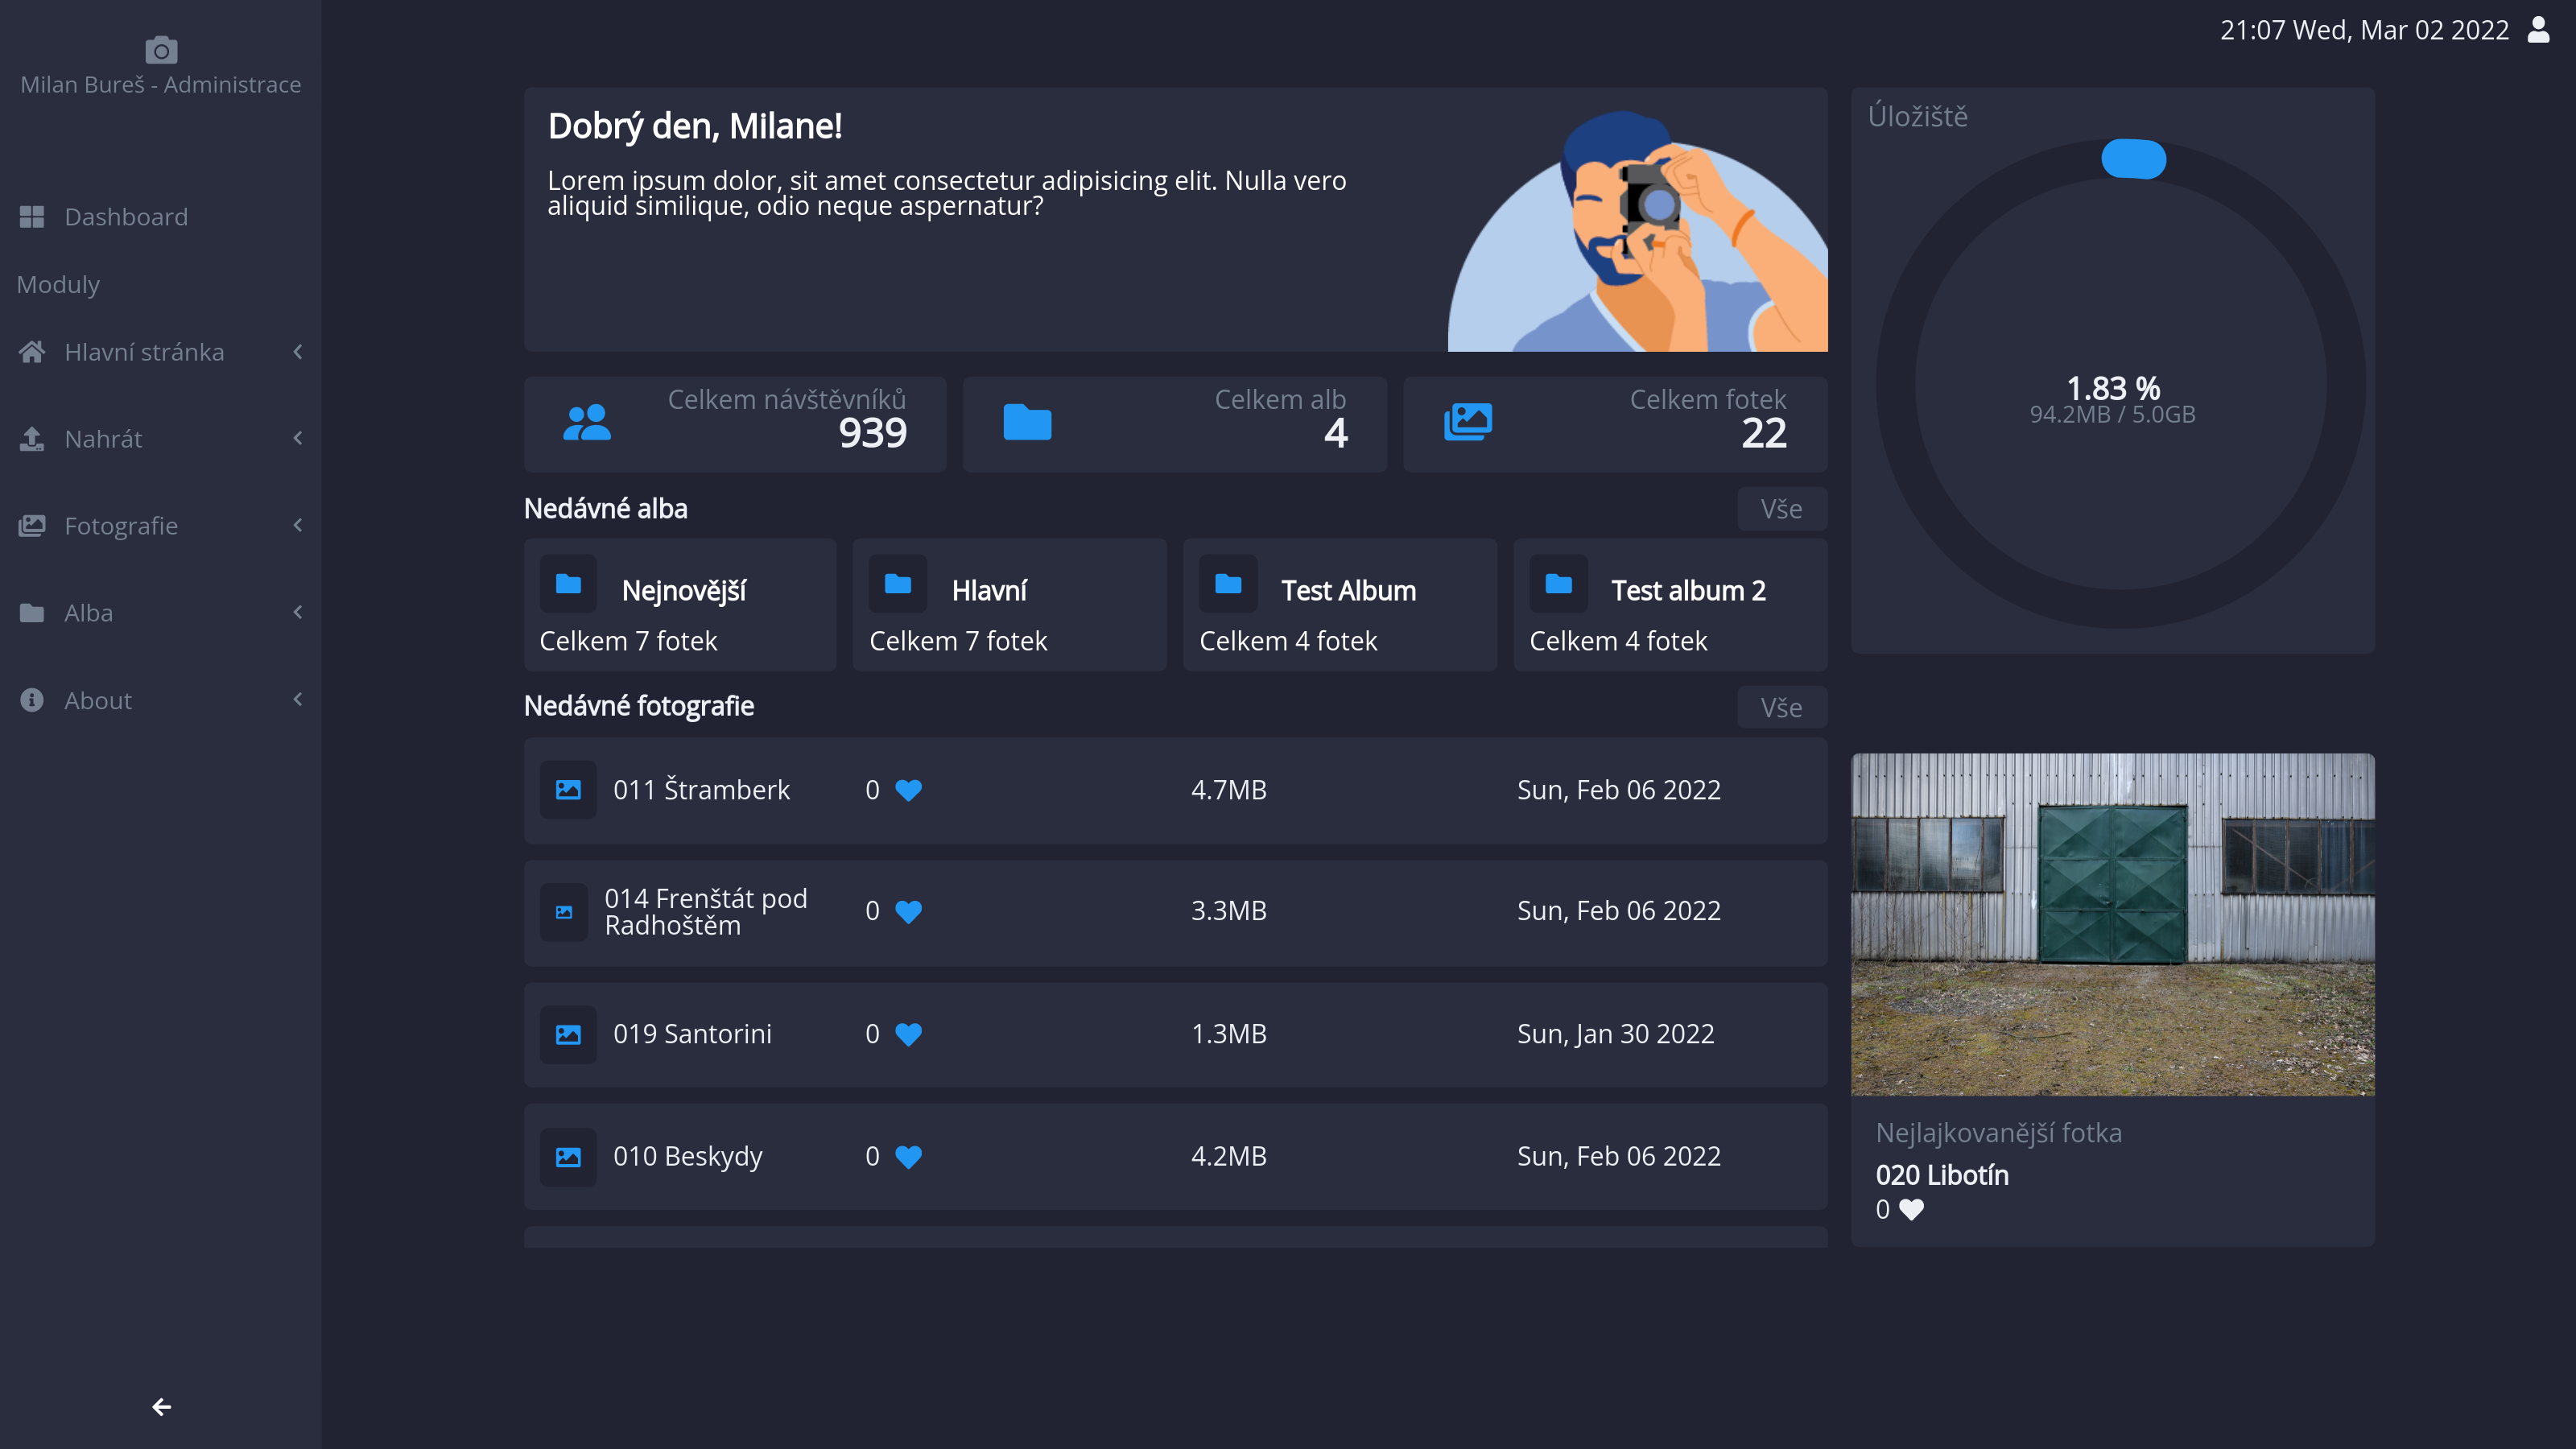 Milan Bureš - Administrace
Dashboard
Moduly
Hlavní stránka
Nahrát
Fotografie
Alba
About
21:07 Wed, Mar 02 2022
Dobrý den, Milane!
Lorem ipsum dolor, sit amet consectetur adipisicing elit. Nulla vero
aliquid similique, odio neque aspernatur?
Celkem návštěvníků
939
Celkem alb
4
Celkem fotek
22
Nedávné alba
Vše
Nejnovější
Celkem 7 fotek
Hlavní
Celkem 7 fotek
Test Album
Celkem 4 fotek
Test album 2
Celkem 4 fotek
Nedávné fotografie
Vše
011 Štramberk 0 4.7MB Sun, Feb 06 2022
014 Frenštát pod
Radhoštěm
0 3.3MB Sun, Feb 06 2022
019 Santorini 0 1.3MB Sun, Jan 30 2022
010 Beskydy 0 4.2MB Sun, Feb 06 2022
Úložiště
1.83 %
94.2MB / 5.0GB
Nejlajkovanější fotka
020 Libotín
0